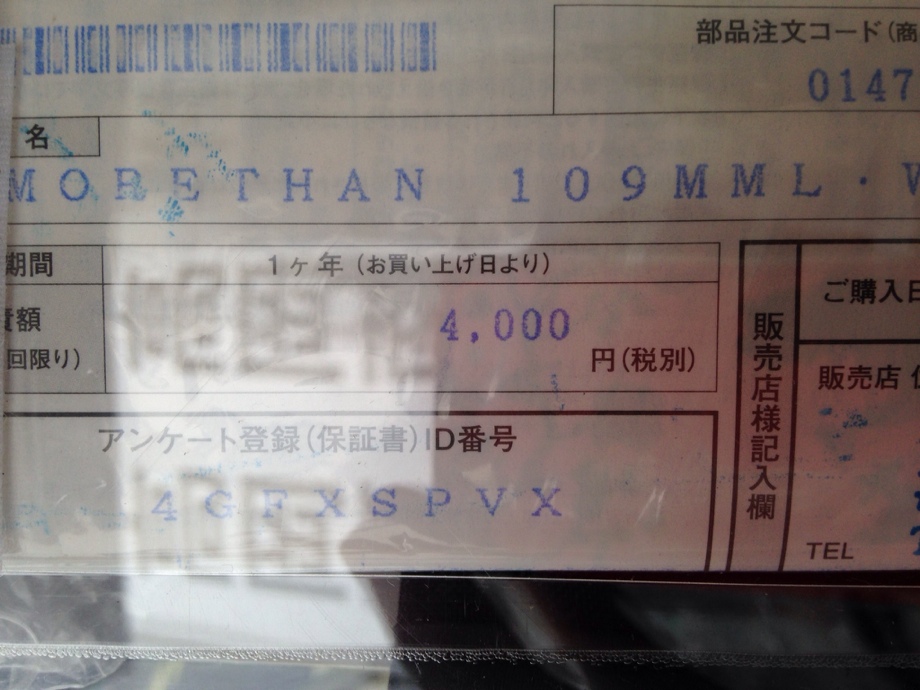 部品注文コード(商
0147
名
MORETHAN 109MML・W
期間
1ヶ年(お買い上げ日より)
責額
4,000
回限り)
円(税別)
アンケート登録(保証書)ID番号
4GFXSPVX
販売店様記入欄
ご購入日
販売店
TEL